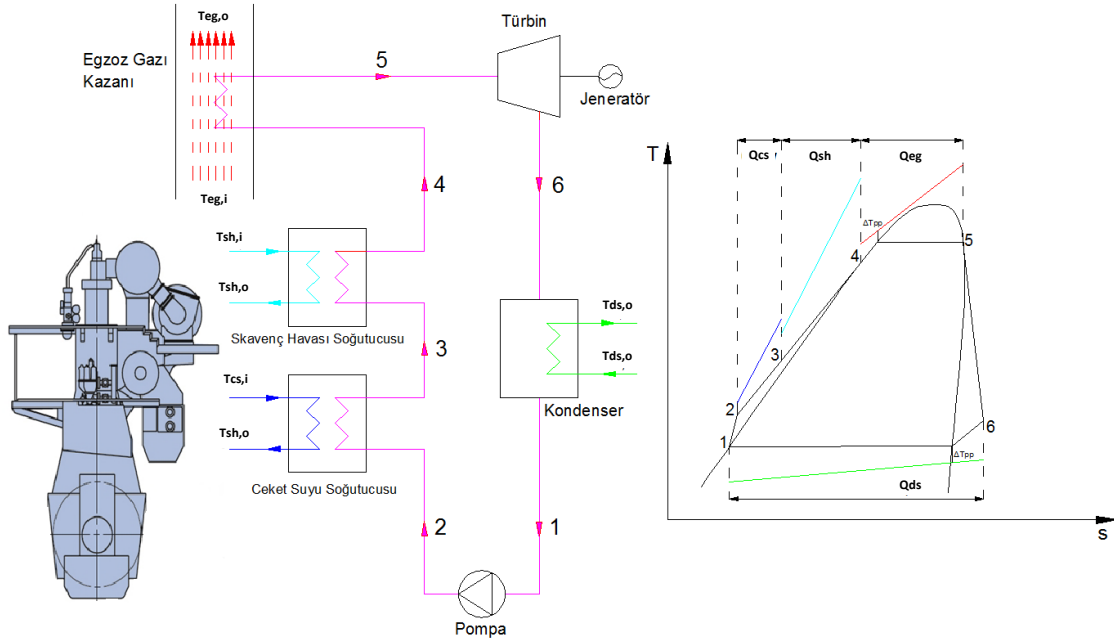 Teg,o
Egzoz Gazı
Kazanı
Teg,i
5
Türbin
Jeneratör
6
4
Tsh,i
Tsh,o
Skavenç Havası Soğutucusu
3
Tcs,i
Tsh,o
Ceket Suyu Soğutucusu
Tds,o
Tds,o
Kondenser
2
1
Pompa
Qcs
Qsh
Qeg
T
ΔTpp
4
5
3
2
1
6
ΔTpp
Qds
s